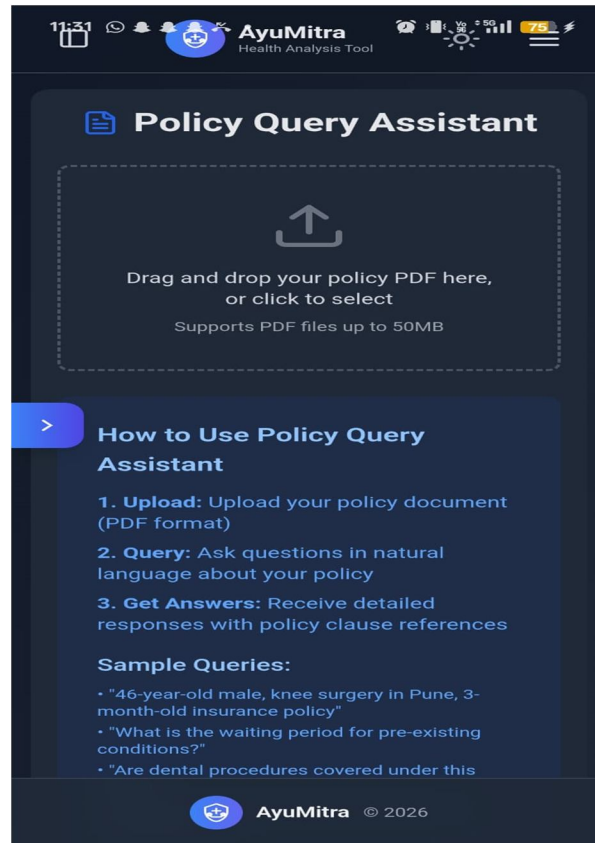 11:31
5G
75
AyuMitra
Health Analysis Tool
Policy Query Assistant
Drag and drop your policy PDF here,
or click to select
Supports PDF files up to 50MB
>
How to Use Policy Query
Assistant
1. Upload: Upload your policy document
(PDF format)
2. Query: Ask questions in natural
language about your policy
3. Get Answers: Receive detailed
responses with policy clause references
Sample Queries:
• "46-year-old male, knee surgery in Pune, 3-
month-old insurance policy"
• "What is the waiting period for pre-existing
conditions?"
• "Are dental procedures covered under this
AyuMitra © 2026